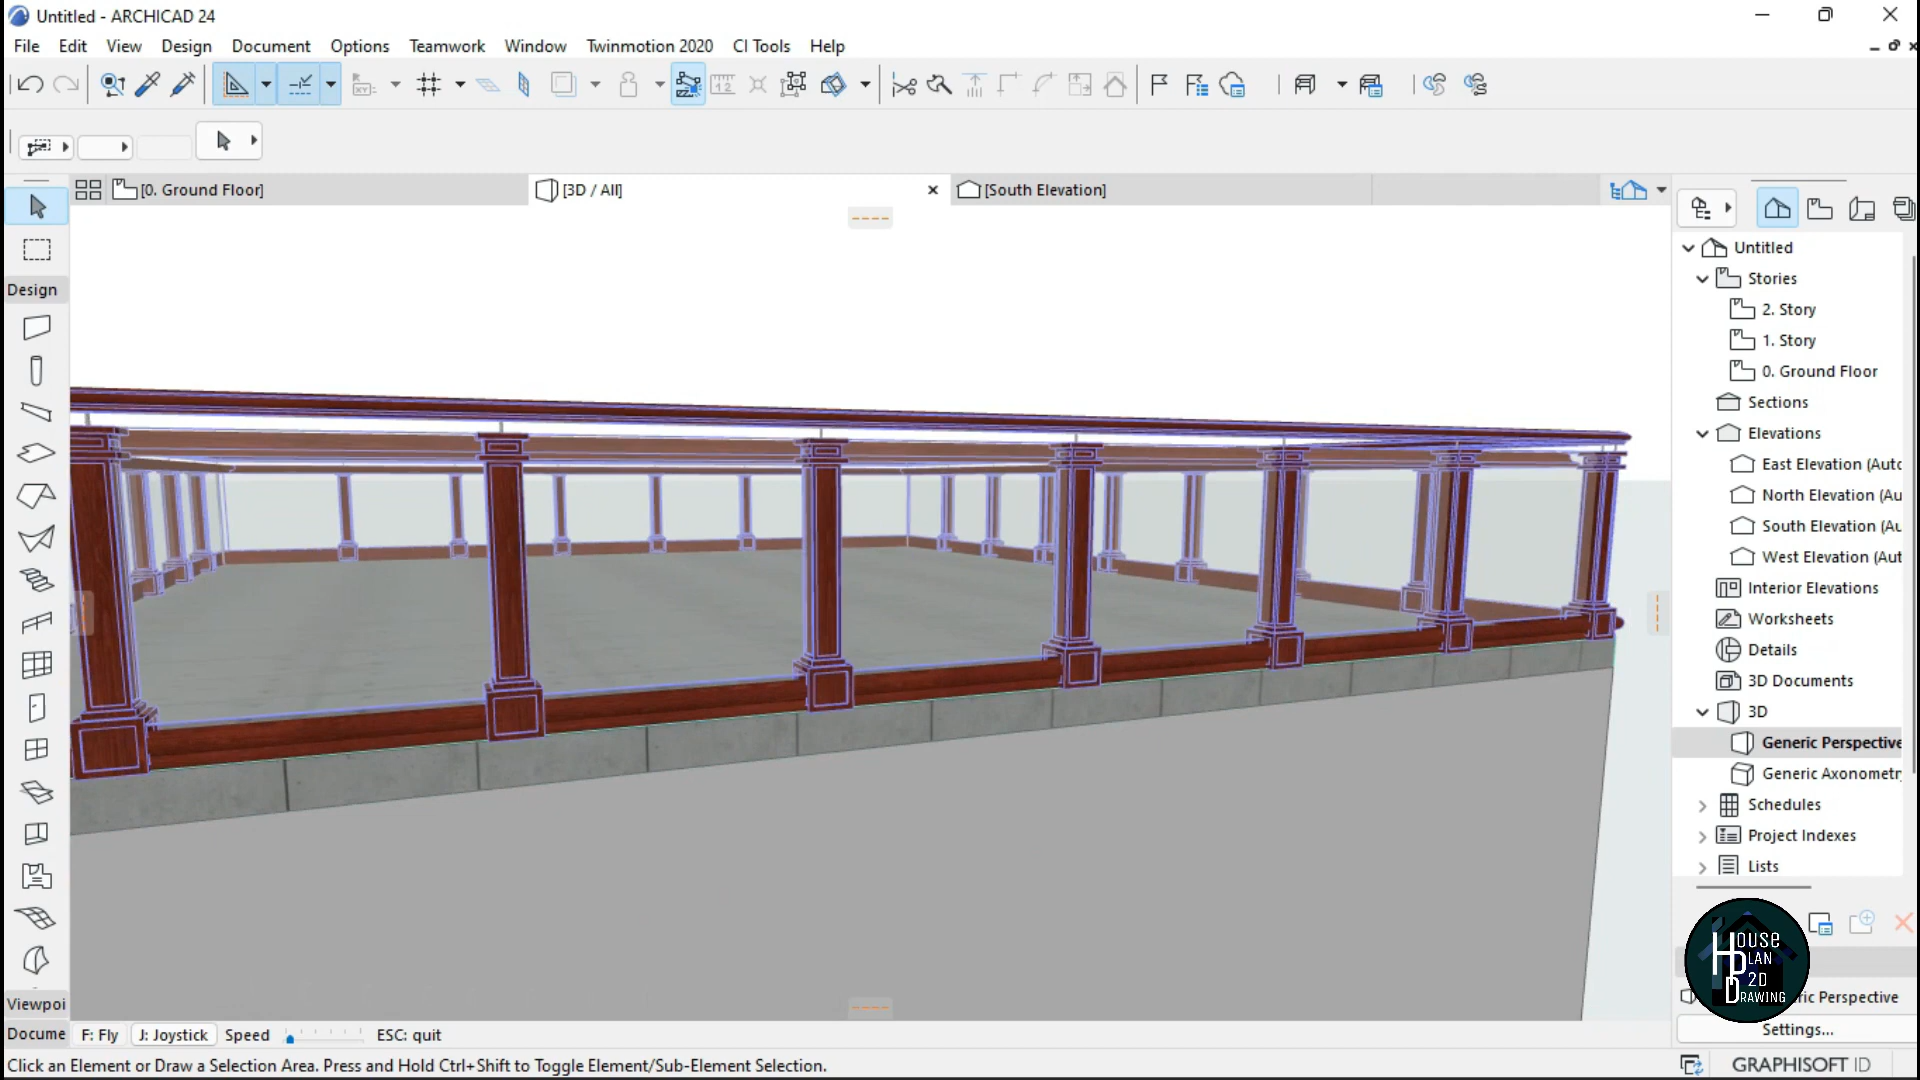 Untitled - ARCHICAD 24
File Edit View Design Document Options Teamwork Window Twinmotion 2020 CI Tools Help
[0. Ground Floor]
[3D / All]
[South Elevation]
Design
Untitled
Stories
2. Story
1. Story
0. Ground Floor
Sections
Elevations
East Elevation (Auto
North Elevation (Au
South Elevation (Au
West Elevation (Aut
Interior Elevations
Worksheets
Details
3D Documents
3D
Generic Perspective
Generic Axonometr
Schedules
Project Indexes
Lists
House
Plan
2D
Drawing
ric Perspective
Settings...
Viewpoi
Docume
F: Fly J: Joystick Speed ESC: quit
Click an Element or Draw a Selection Area. Press and Hold Ctrl+Shift to Toggle Element/Sub-Element Selection.
GRAPHISOFT ID